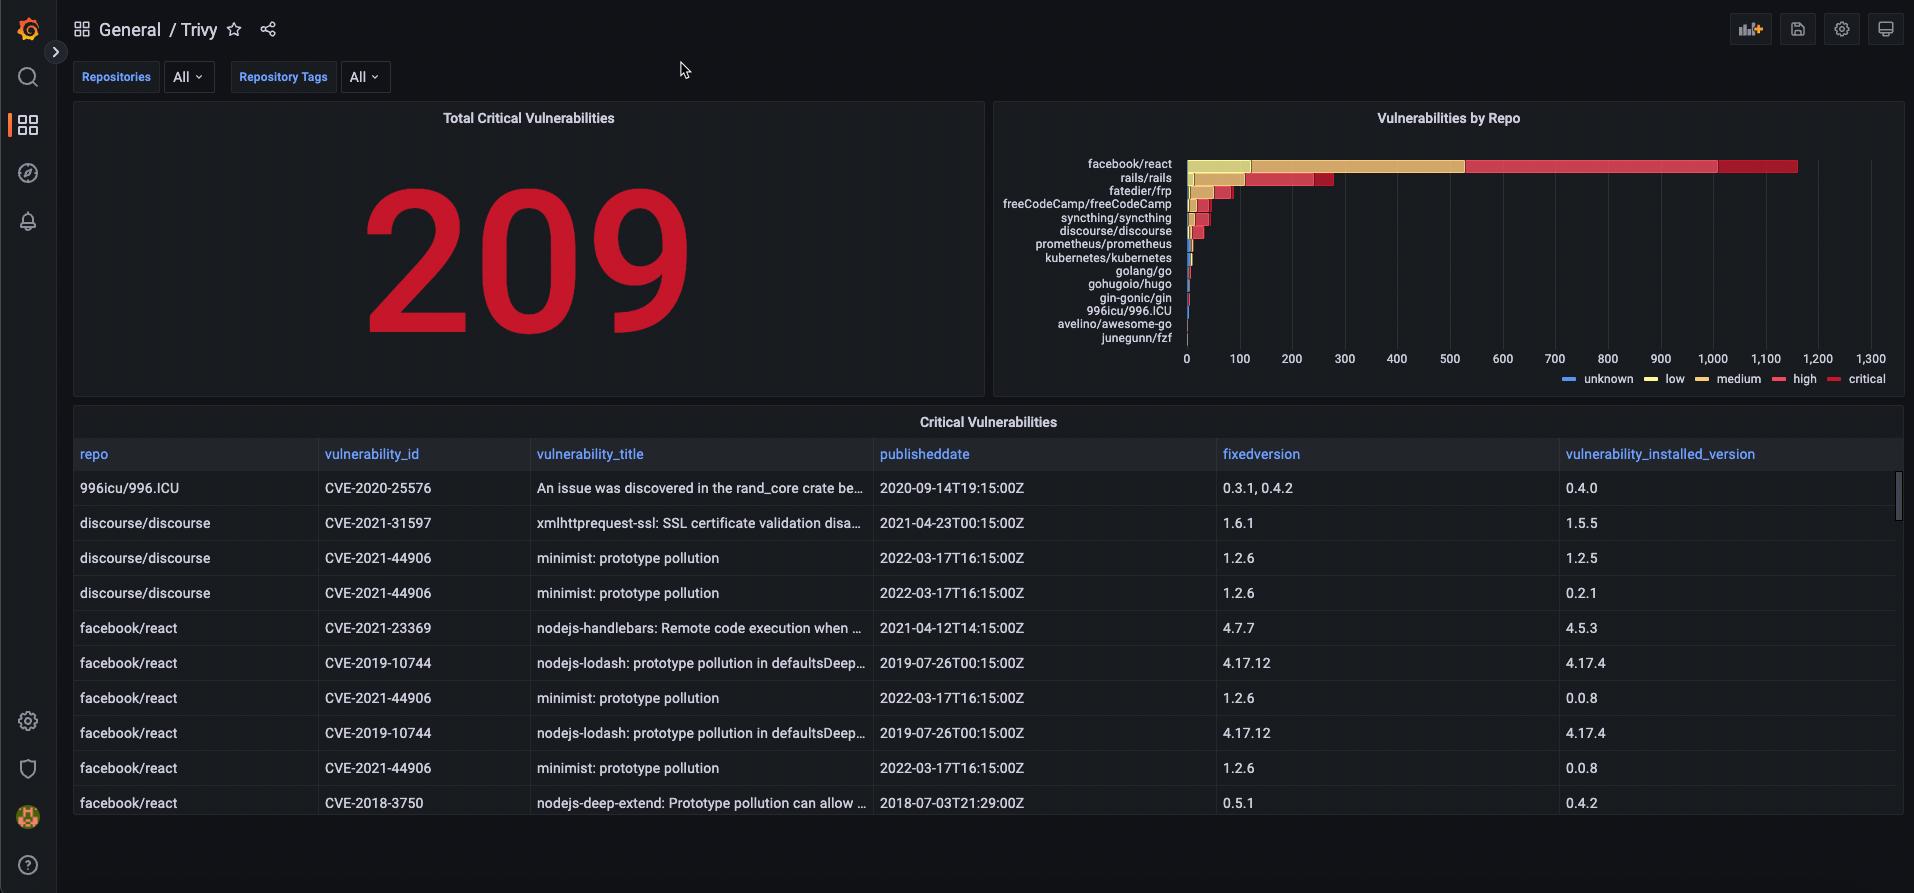 General / Trivy
Repositories All Repository Tags All
Total Critical Vulnerabilities
209
Vulnerabilities by Repo
facebook/react
rails/rails
fatedier/frp
freeCodeCamp/freeCodeCamp
syncthing/syncthing
discourse/discourse
prometheus/prometheus
kubernetes/kubernetes
golang/go
gohugoio/hugo
gin-gonic/gin
996icu/996.ICU
avelino/awesome-go
junegunn/fzf
0 100 200 300 400 500 600 700 800 900 1,000 1,100 1,200 1,300
unknown low medium high critical
Critical Vulnerabilities
repo vulnerability_id vulnerability_title publisheddate fixedversion vulnerability_installed_version
996icu/996.ICU CVE-2020-25576 An issue was discovered in the rand_core crate be... 2020-09-14T19:15:00Z 0.3.1, 0.4.2 0.4.0
discourse/discourse CVE-2021-31597 xmlhttprequest-ssl: SSL certificate validation disa... 2021-04-23T00:15:00Z 1.6.1 1.5.5
discourse/discourse CVE-2021-44906 minimist: prototype pollution 2022-03-17T16:15:00Z 1.2.6 1.2.5
discourse/discourse CVE-2021-44906 minimist: prototype pollution 2022-03-17T16:15:00Z 1.2.6 0.2.1
facebook/react CVE-2021-23369 nodejs-handlebars: Remote code execution when ... 2021-04-12T14:15:00Z 4.7.7 4.5.3
facebook/react CVE-2019-10744 nodejs-lodash: prototype pollution in defaultsDeep... 2019-07-26T00:15:00Z 4.17.12 4.17.4
facebook/react CVE-2021-44906 minimist: prototype pollution 2022-03-17T16:15:00Z 1.2.6 0.0.8
facebook/react CVE-2019-10744 nodejs-lodash: prototype pollution in defaultsDeep... 2019-07-26T00:15:00Z 4.17.12 4.17.4
facebook/react CVE-2021-44906 minimist: prototype pollution 2022-03-17T16:15:00Z 1.2.6 0.0.8
facebook/react CVE-2018-3750 nodejs-deep-extend: Prototype pollution can allow ... 2018-07-03T21:29:00Z 0.5.1 0.4.2